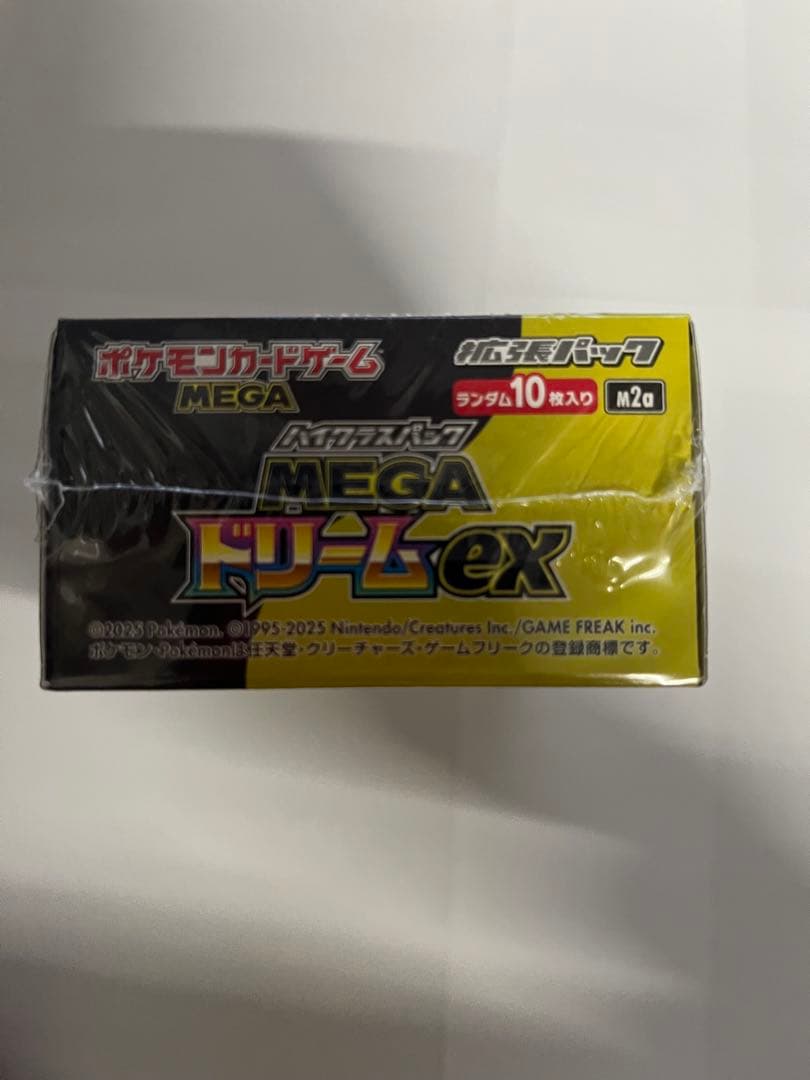 ポケモンカードゲーム
MEGA
拡張パック
ランダム10枚入り
M2a
ハイクラスパック
MEGA
ドリームex
©2025 Pokémon. ©1995-2025 Nintendo/Creatures Inc./GAME FREAK inc.
ポケモン・Pokémonは任天堂・クリーチャーズ・ゲームフリークの登録商標です。